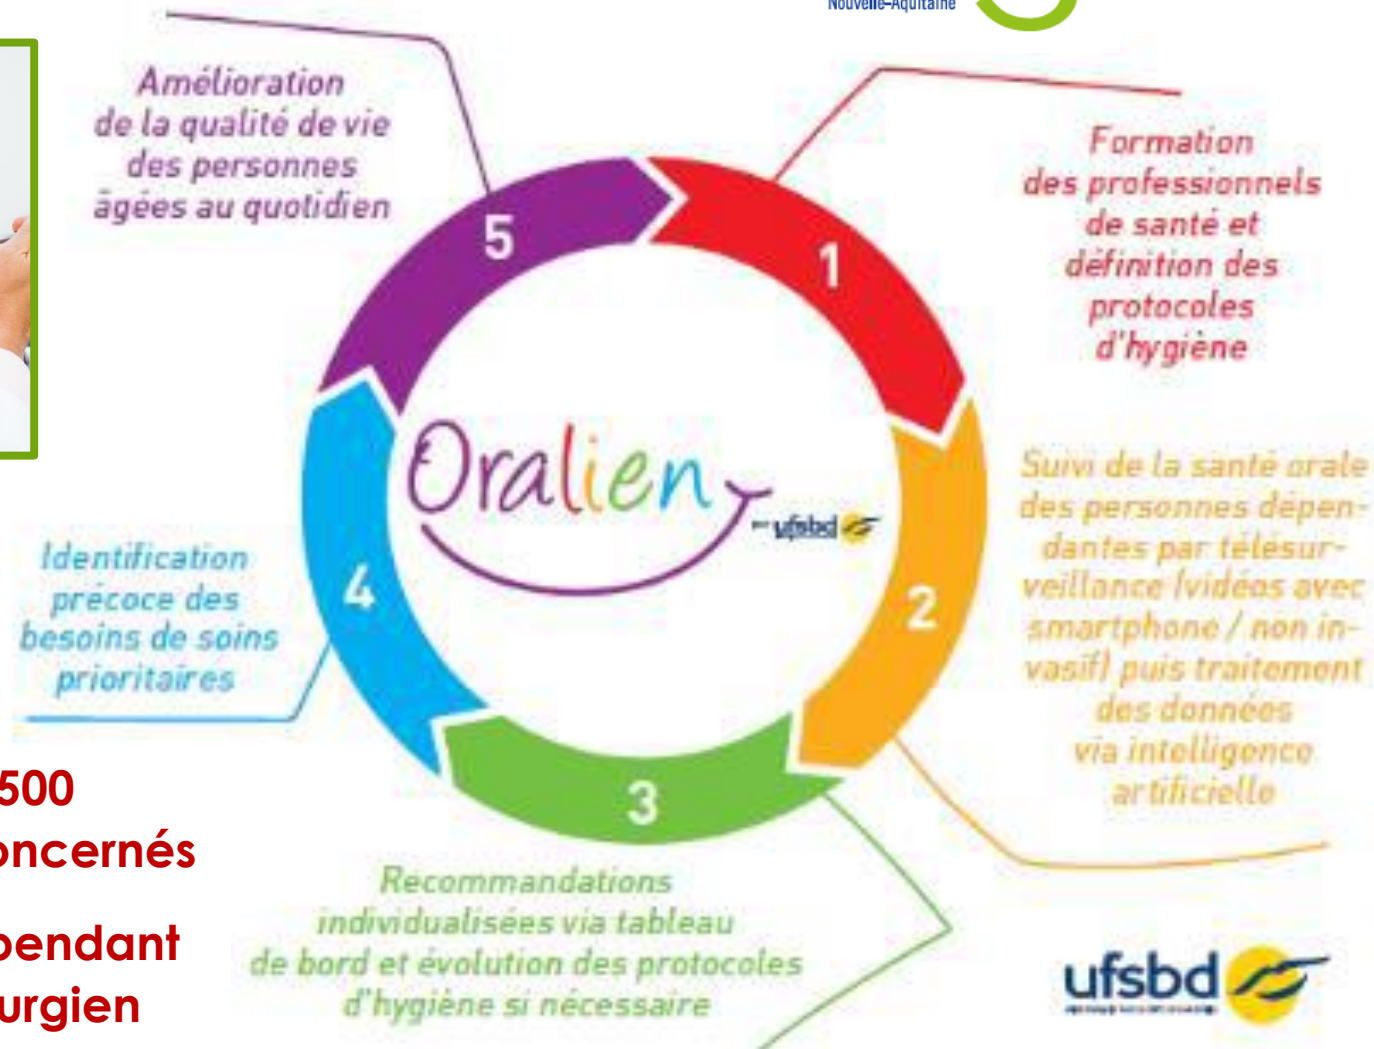 Nouvelle-Aquitaine
Amélioration
de la qualité de vie
des personnes
âgées au quotidien
5
1
Formation
des professionnels
de santé et
définition des
protocoles
d'hygiène
Oralien
par ufsbd
2
Suivi de la santé orale
des personnes dépen-
dantes par télésur-
veillance (vidéos avec
smartphone / non in-
vasif) puis traitement
des données
via intelligence
artificielle
4
Identification
précoce des
besoins de soins
prioritaires
3
Recommandations
individualisées via tableau
de bord et évolution des protocoles
d'hygiène si nécessaire
500
oncernés
pendant
urgien
ufsbd